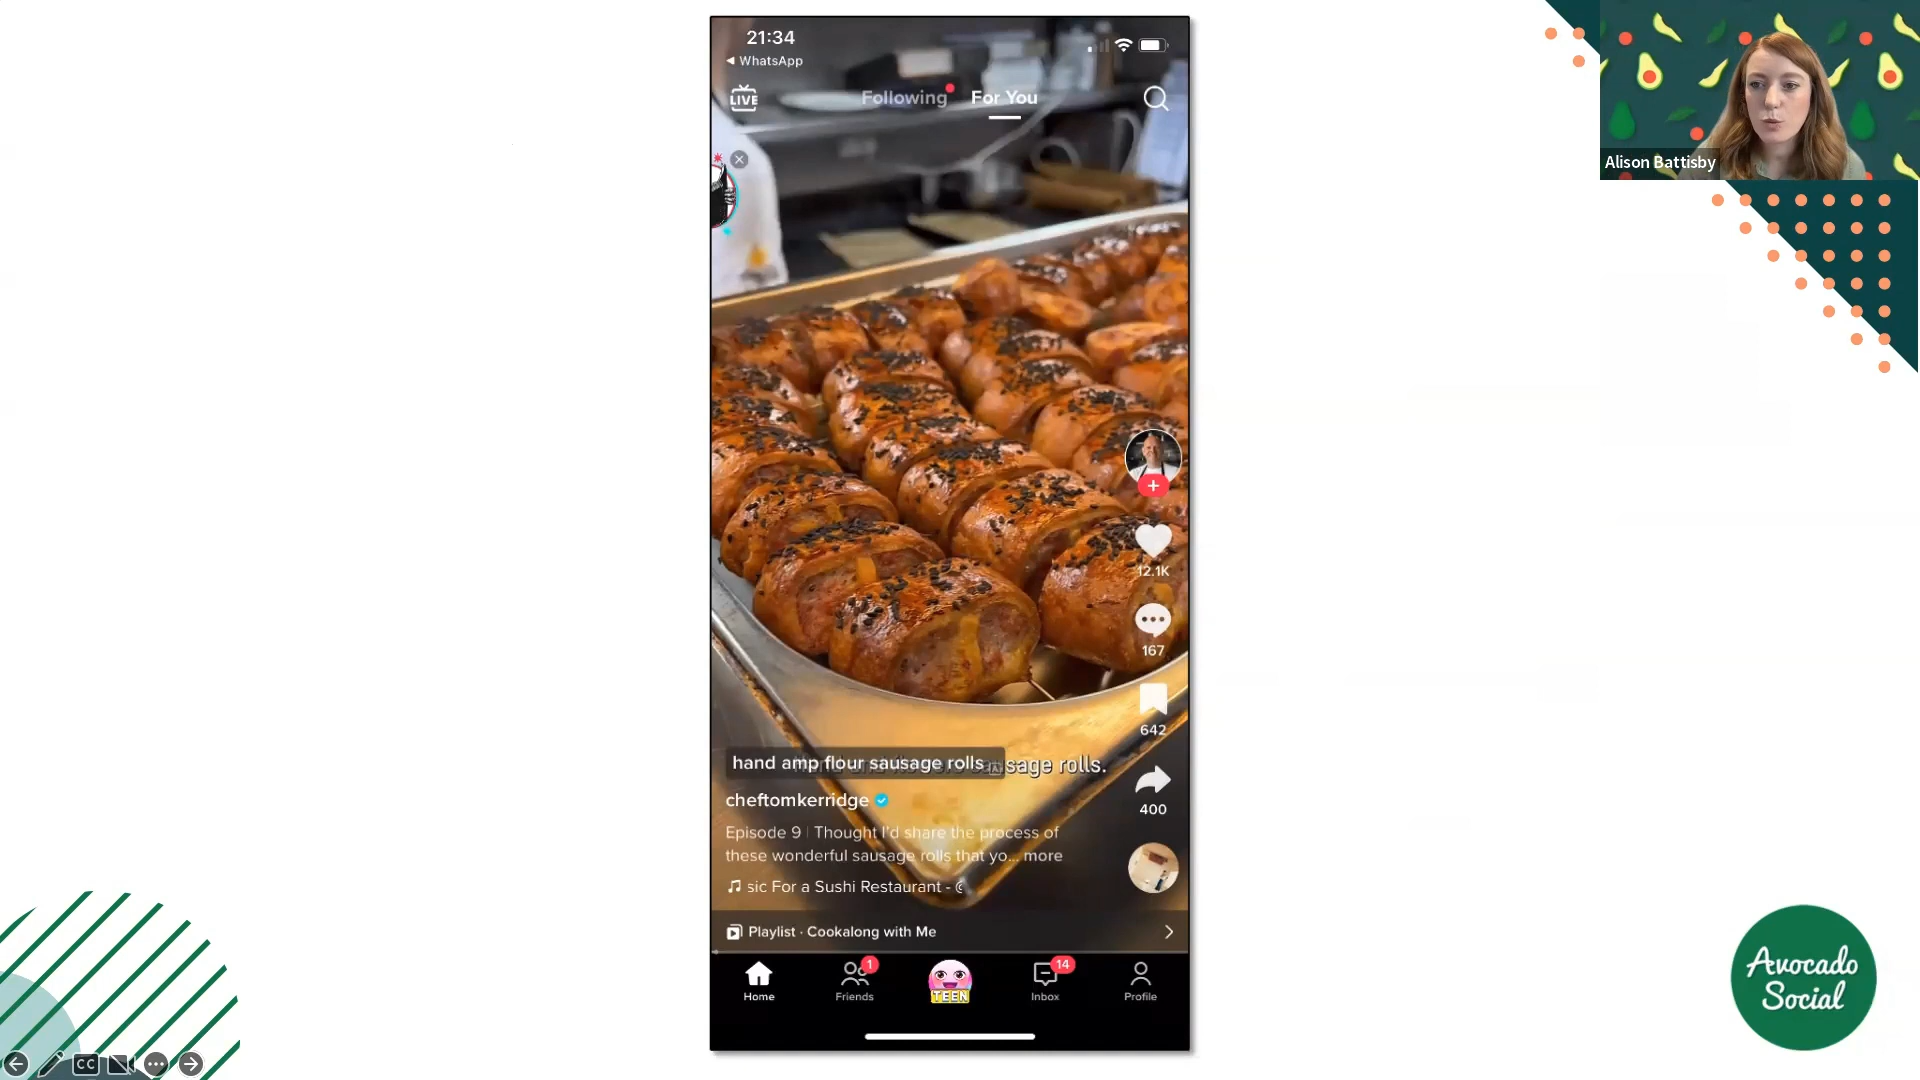 21:34
◄ WhatsApp
LIVE
Following
For You
Alison Battisby
12.1K
167
642
hand amp flour sausage rolls
sage rolls.
400
cheftomkerridge
Episode 9 | Thought I'd share the process of
these wonderful sausage rolls that yo... more
sic For a Sushi Restaurant -
Playlist · Cookalong with Me
1
14
TEEN
Home
Friends
Inbox
Profile
Avocado
Social
CC